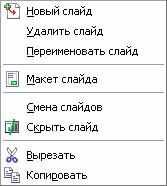 Новый слайд
Удалить слайд
Переименовать слайд
Макет слайда
Смена слайдов
Скрыть слайд
Вырезать
Копировать